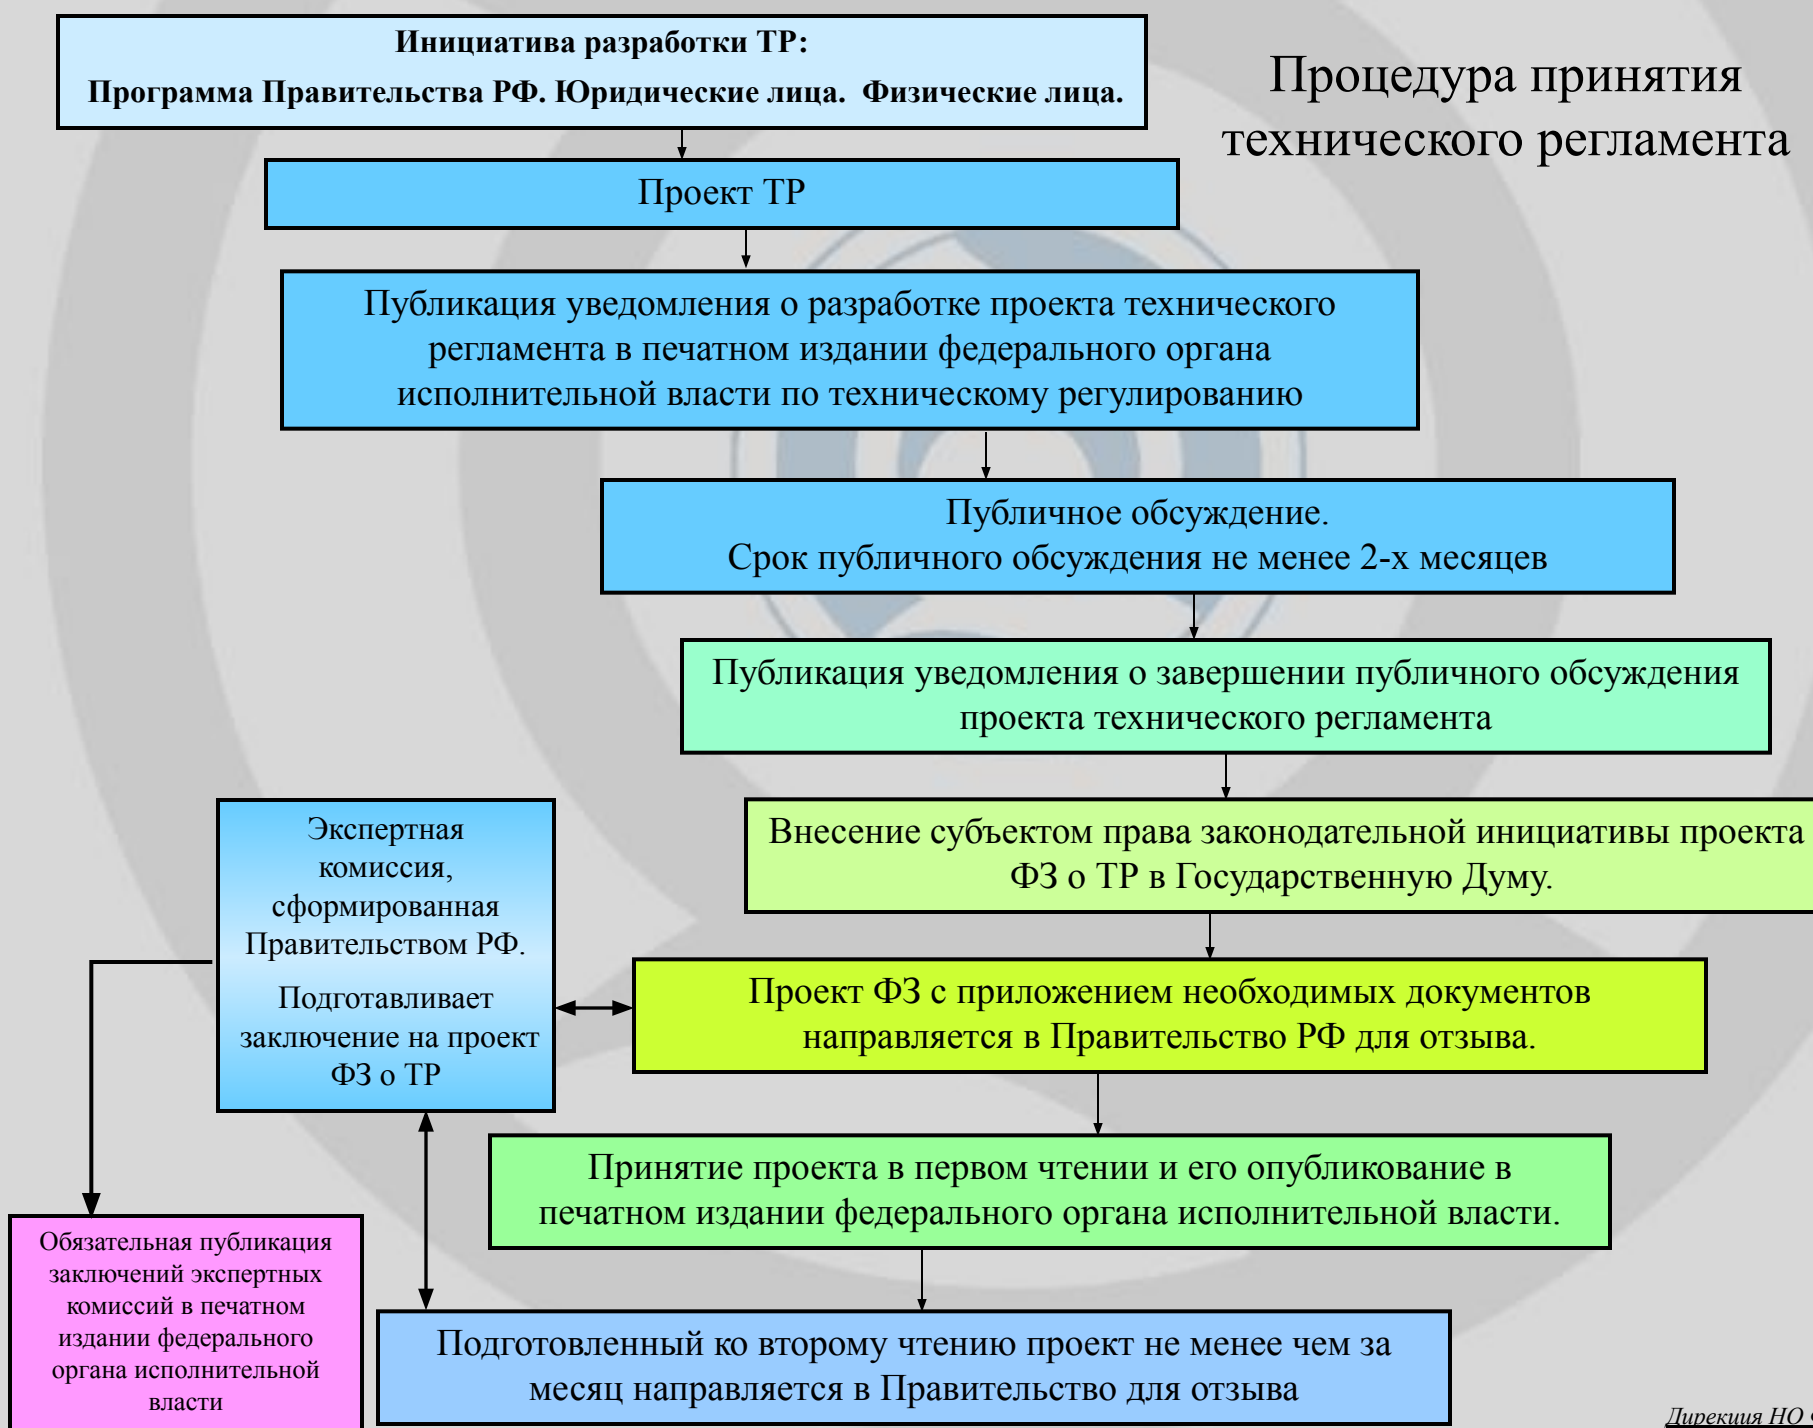 Процедура принятия
технического регламента
Инициатива разработки ТР:
Программа Правительства РФ. Юридические лица. Физические лица.
Проект ТР
Публикация уведомления о разработке проекта технического
регламента в печатном издании федерального органа
исполнительной власти по техническому регулированию
Публичное обсуждение.
Срок публичного обсуждения не менее 2-х месяцев
Публикация уведомления о завершении публичного обсуждения
проекта технического регламента
Внесение субъектом права законодательной инициативы проекта
ФЗ о ТР в Государственную Думу.
Экспертная
комиссия,
сформированная
Правительством РФ.
Подготавливает
заключение на проект
ФЗ о ТР
Проект ФЗ с приложением необходимых документов
направляется в Правительство РФ для отзыва.
Принятие проекта в первом чтении и его опубликование в
печатном издании федерального органа исполнительной власти.
Обязательная публикация
заключений экспертных
комиссий в печатном
издании федерального
органа исполнительной
власти
Подготовленный ко второму чтению проект не менее чем за
месяц направляется в Правительство для отзыва
Дирекция НО